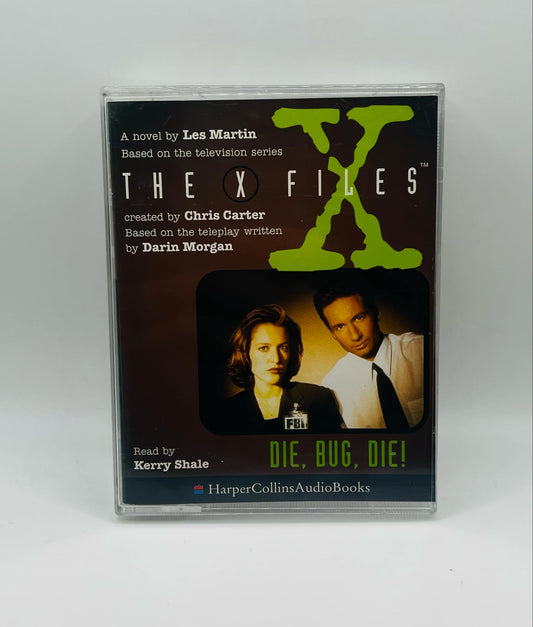 A novel by Les Martin
Based on the television series
THE X FILES™
created by Chris Carter
Based on the teleplay written
by Darin Morgan
X
FBI
Read by
Kerry Shale
DIE, BUG, DIE!
HarperCollinsAudioBooks